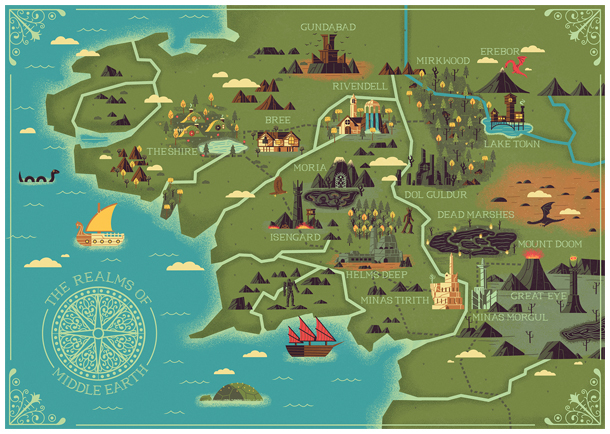 GUNDABAD
MIRKWOOD
EREBOR
RIVENDELL
BREE
THE SHIRE
LAKE TOWN
MORIA
DOL GULDUR
DEAD MARSHES
ISENGARD
MOUNT DOOM
HELMS DEEP
MINAS TIRITH
GREAT EYE
MINAS MORGUL
THE REALMS OF
MIDDLE EARTH